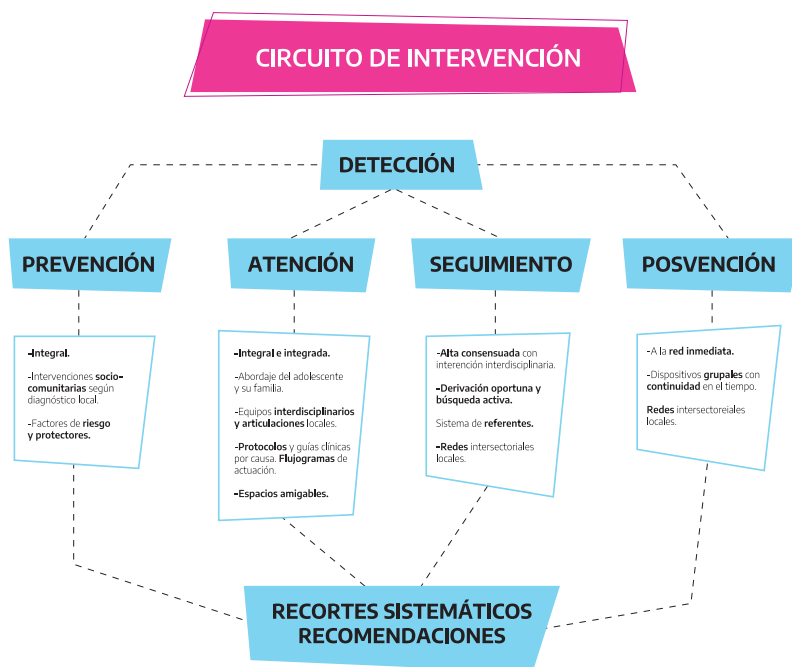 CIRCUITO DE INTERVENCIÓN
DETECCIÓN
PREVENCIÓN
ATENCIÓN
SEGUIMIENTO
POSVENCIÓN
-Integral.
-Intervenciones socio-
comunitarias según
diagnóstico local.
-Factores de riesgo
y protectores.
-Integral e integrada.
-Abordaje del adolescente
y su familia.
-Equipos interdisciplinarios
y articulaciones locales.
-Protocolos y guías clínicas
por causa. Flujogramas de
actuación.
-Espacios amigables.
-Alta consensuada con
interención interdisciplinaria.
-Derivación oportuna y
búsqueda activa.
Sistema de referentes.
-Redes intersectoriales
locales.
-A la red inmediata.
-Dispositivos grupales con
continuidad en el tiempo.
Redes intersectoreiales
locales.
RECORTES SISTEMÁTICOS
RECOMENDACIONES